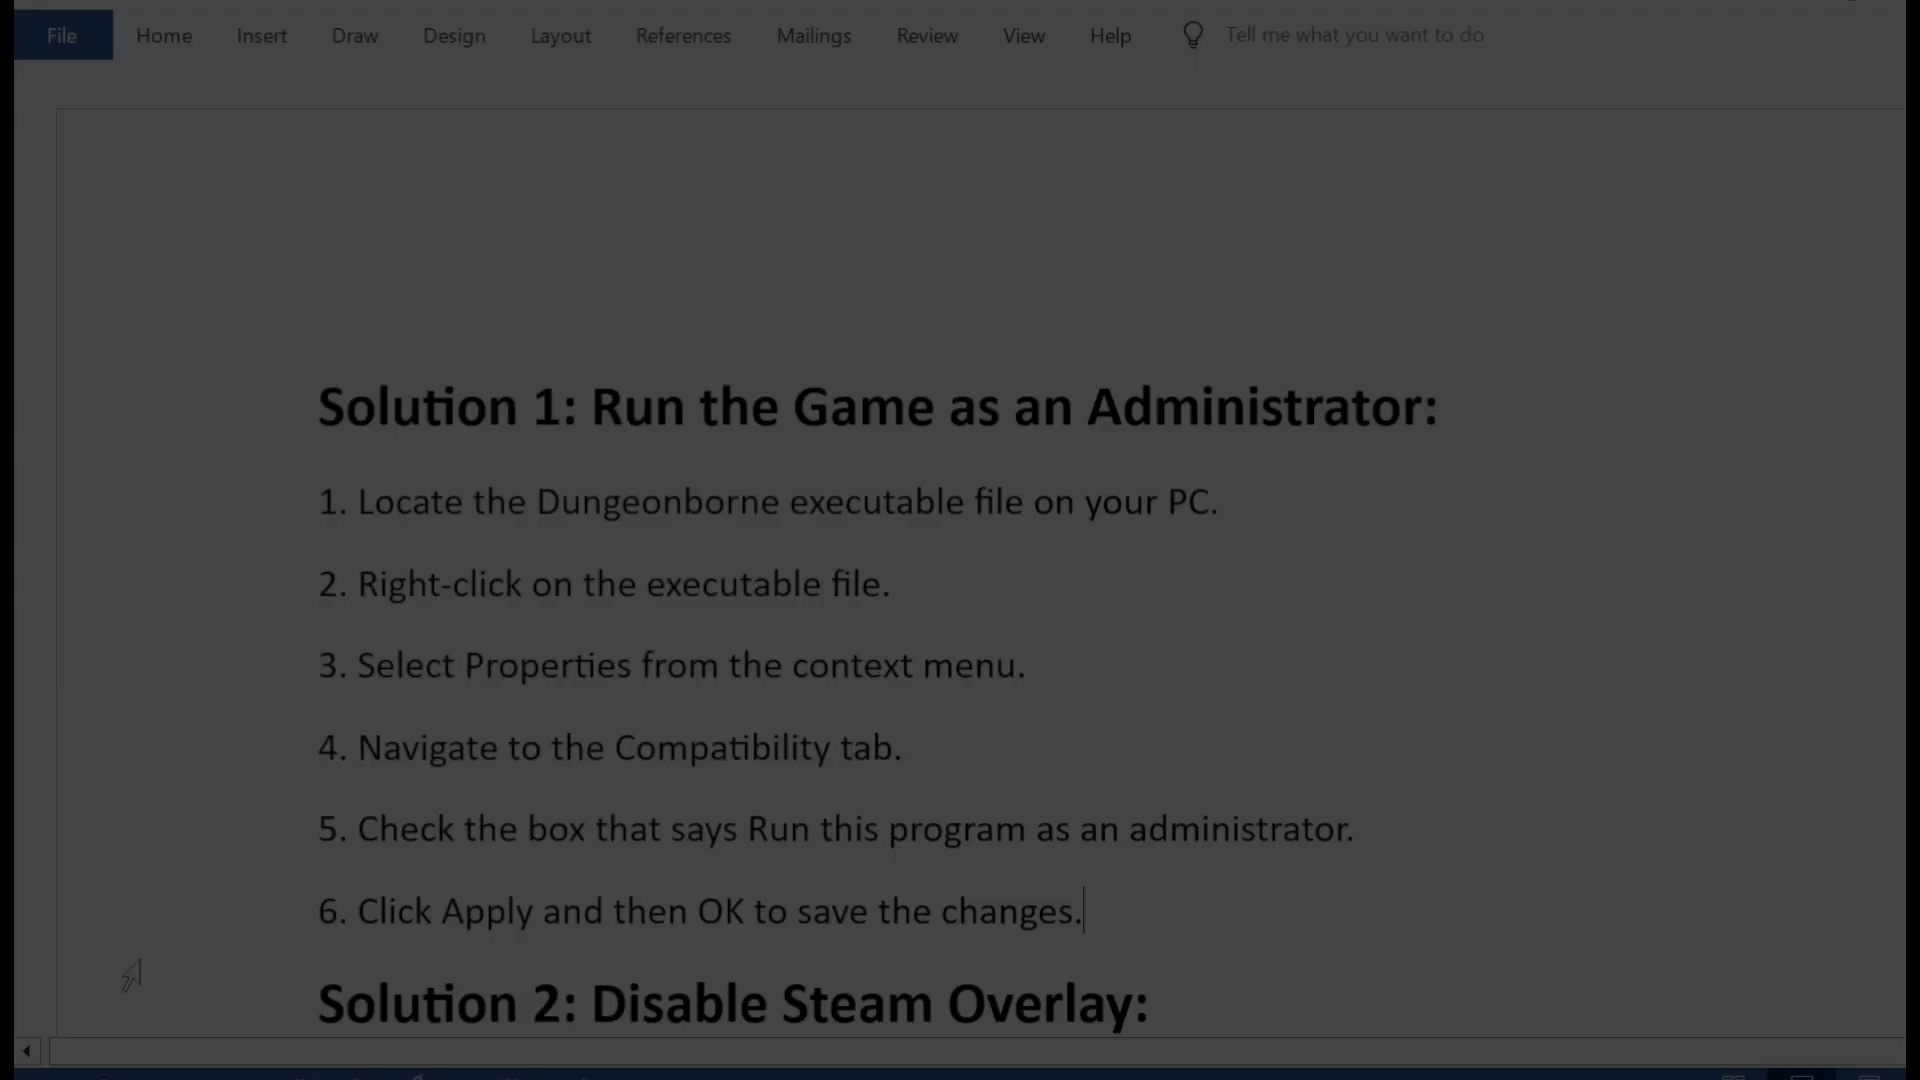 File Home Insert Draw Design Layout References Mailings Review View Help Tell me what you want to do
Solution 1: Run the Game as an Administrator:
1. Locate the Dungeonborne executable file on your PC.
2. Right-click on the executable file.
3. Select Properties from the context menu.
4. Navigate to the Compatibility tab.
5. Check the box that says Run this program as an administrator.
6. Click Apply and then OK to save the changes.
Solution 2: Disable Steam Overlay: